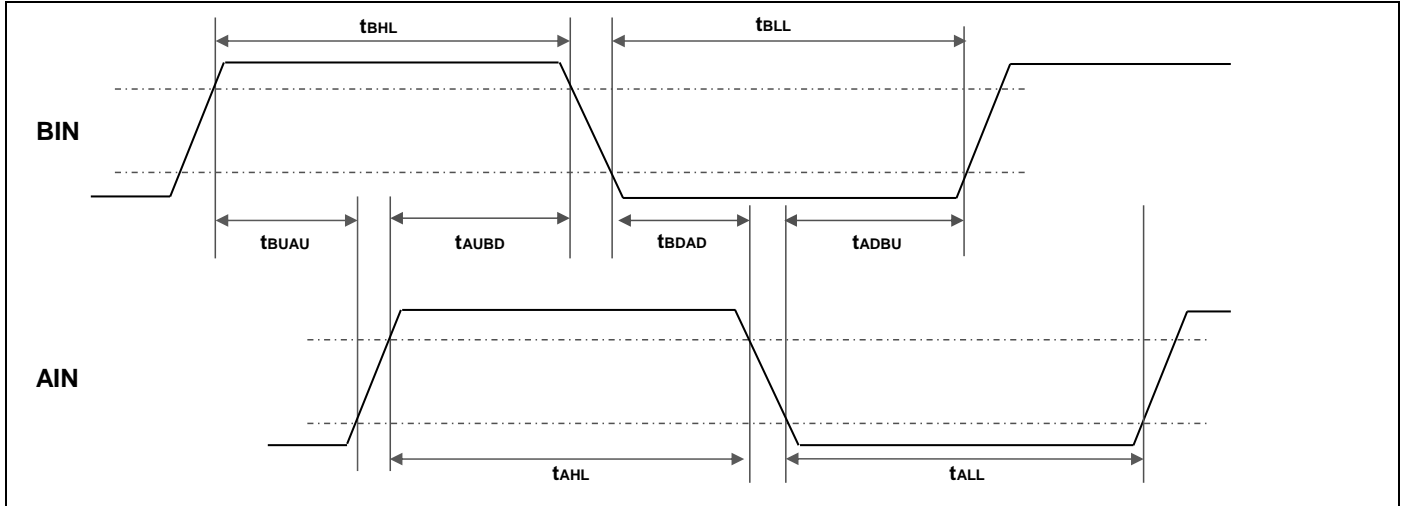 tBHL
tBLL
BIN
tBUAU
tAUBD
tBDAD
tADBU
AIN
tAHL
tALL